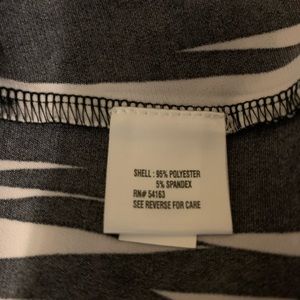 SHELL : 95% POLYESTER
5% SPANDEX
RN# 54163
SEE REVERSE FOR CARE